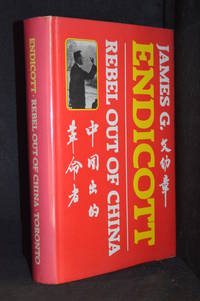 ENDICOTT · REBEL OUT OF CHINA TORONTO
JAMES G. 文幼章
ENDICOTT
REBEL OUT OF CHINA
中国出的
革命者